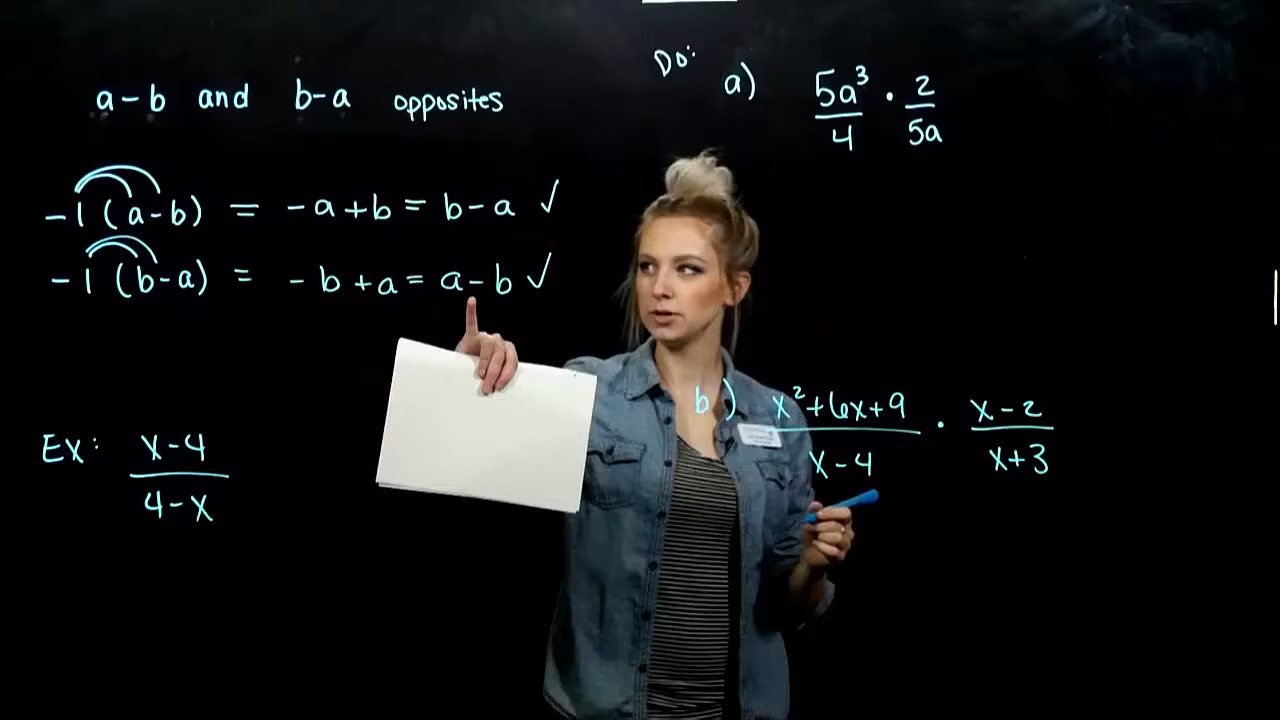 a-b and b-a opposites
-1(a-b) = -a+b = b-a ✓
-1(b-a) = -b+a = a-b ✓
Ex: x-4
4-x
Do:
a) 5a³/4 · 2/5a
b) x²+6x+9/x-4 · x-2/x+3